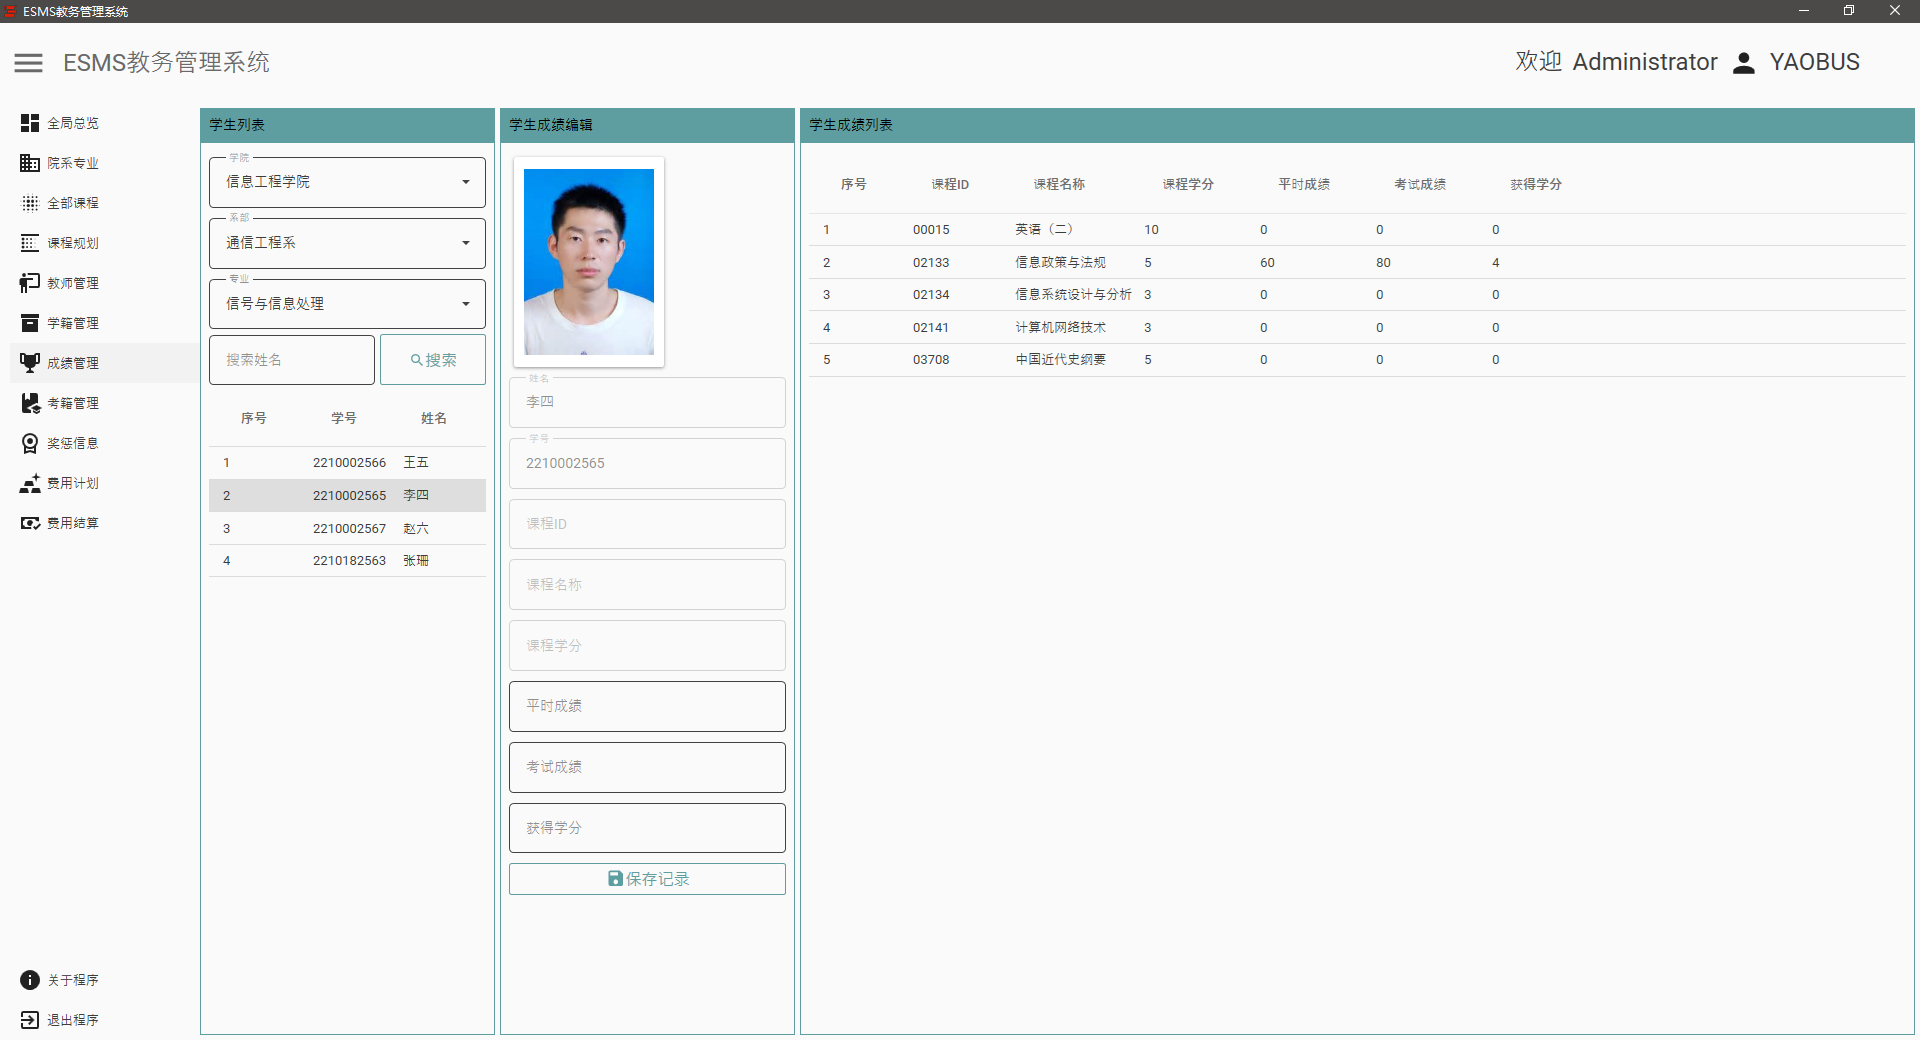 ESMS教务管理系统
ESMS教务管理系统
欢迎 Administrator YAOBUS
全局总览
院系专业
全部课程
课程规划
教师管理
学籍管理
成绩管理
考籍管理
奖惩信息
费用计划
费用结算
关于程序
退出程序
学生列表
学院
信息工程学院
系部
通信工程系
专业
信号与信息处理
搜索姓名 搜索
序号 学号 姓名
1 2210002566 王五
2 2210002565 李四
3 2210002567 赵六
4 2210182563 张珊
学生成绩编辑
姓名
李四
学号
2210002565
课程ID
课程名称
课程学分
平时成绩
考试成绩
获得学分
保存记录
学生成绩列表
序号 课程ID 课程名称 课程学分 平时成绩 考试成绩 获得学分
1 00015 英语（二） 10 0 0 0
2 02133 信息政策与法规 5 60 80 4
3 02134 信息系统设计与分析 3 0 0 0
4 02141 计算机网络技术 3 0 0 0
5 03708 中国近代史纲要 5 0 0 0